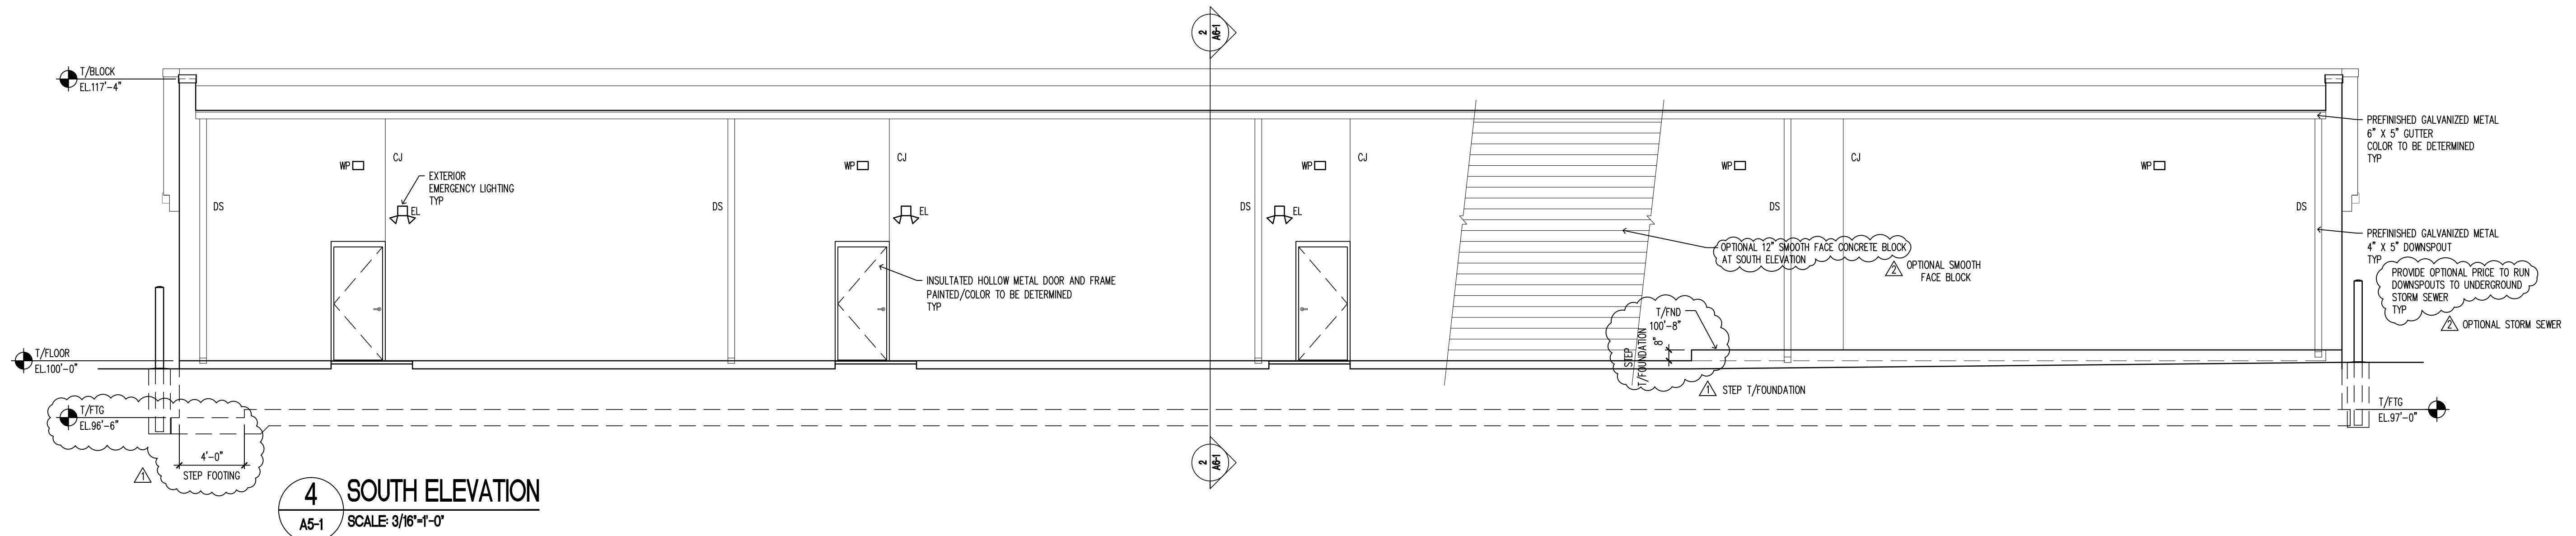 2
A6-1
T/BLOCK
EL.117'-4"
PREFINISHED GALVANIZED METAL
6" X 5" GUTTER
COLOR TO BE DETERMINED
TYP
WP
CJ
WP
CJ
WP
CJ
WP
CJ
WP
EXTERIOR
EMERGENCY LIGHTING
TYP
DS
EL
DS
EL
DS
EL
DS
DS
PREFINISHED GALVANIZED METAL
4" X 5" DOWNSPOUT
TYP
OPTIONAL 12" SMOOTH FACE CONCRETE BLOCK
AT SOUTH ELEVATION
2
OPTIONAL SMOOTH
FACE BLOCK
PROVIDE OPTIONAL PRICE TO RUN
DOWNSPOUTS TO UNDERGROUND
STORM SEWER
TYP
2
OPTIONAL STORM SEWER
INSULTATED HOLLOW METAL DOOR AND FRAME
PAINTED/COLOR TO BE DETERMINED
TYP
T/FND
100'-8"
8"
STEP
T/FOUNDATION
1
STEP T/FOUNDATION
T/FLOOR
EL.100'-0"
T/FTG
EL.96'-6"
T/FTG
EL.97'-0"
4'-0"
STEP FOOTING
1
2
A6-1
4
A5-1
SOUTH ELEVATION
SCALE: 3/16"=1'-0"